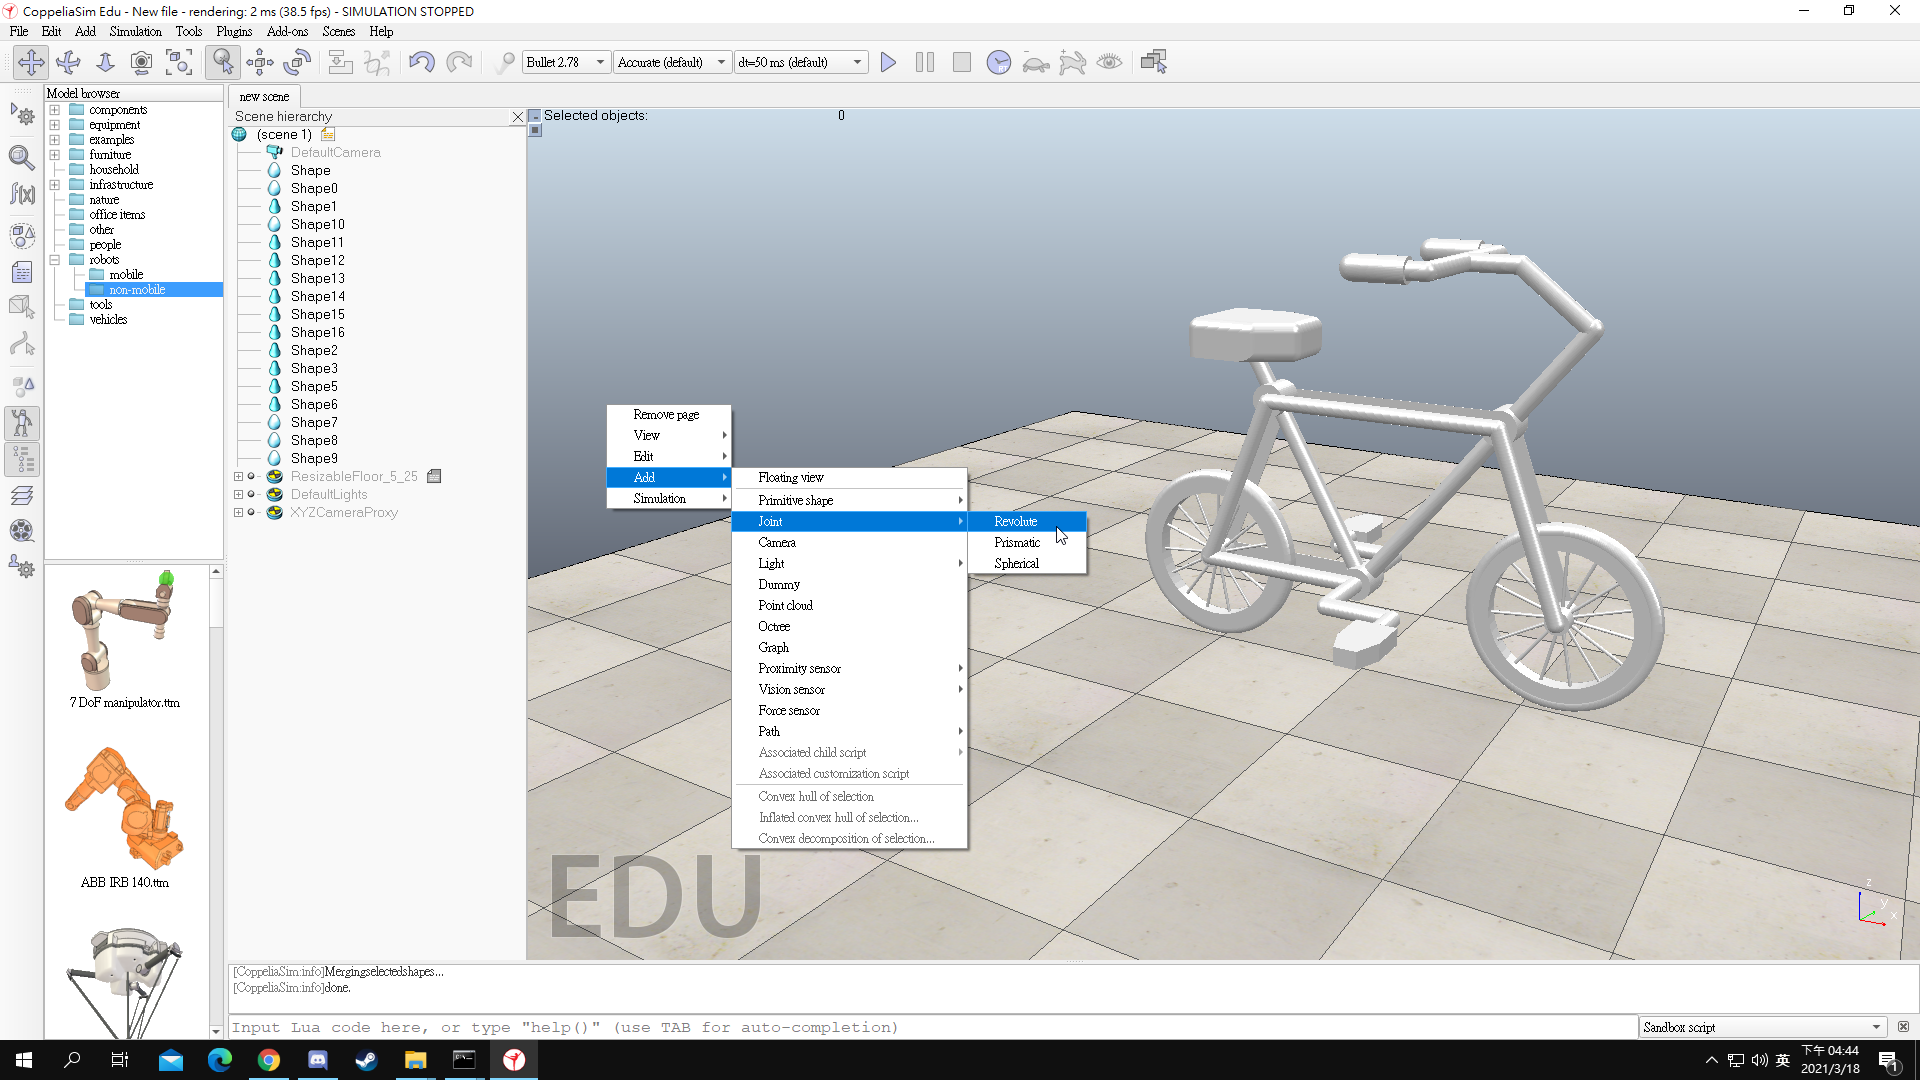 CoppeliaSim Edu - New file - rendering: 2 ms (38.5 fps) - SIMULATION STOPPED
File Edit Add Simulation Tools Plugins Add-ons Scenes Help
Bullet 2.78 Accurate (default) dt=50 ms (default)
Model browser
components
equipment
examples
furniture
household
infrastructure
nature
office items
other
people
robots
mobile
non-mobile
tools
vehicles
7 DoF manipulator.ttm
ABB IRB 140.ttm
new scene
Scene hierarchy
(scene 1)
DefaultCamera
Shape
Shape0
Shape1
Shape10
Shape11
Shape12
Shape13
Shape14
Shape15
Shape16
Shape2
Shape3
Shape5
Shape6
Shape7
Shape8
Shape9
ResizableFloor_5_25
DefaultLights
XYZCameraProxy
Selected objects: 0
Remove page
View
Edit
Add
Simulation
Floating view
Primitive shape
Joint
Camera
Light
Dummy
Point cloud
Octree
Graph
Proximity sensor
Vision sensor
Force sensor
Path
Associated child script
Associated customization script
Convex hull of selection
Inflated convex hull of selection...
Convex decomposition of selection...
Revolute
Prismatic
Spherical
EDU
z
y
x
[CoppeliaSim:info]Mergingselectedshapes...
[CoppeliaSim:info]done.
Input Lua code here, or type "help()" (use TAB for auto-completion)
Sandbox script
英
下午 04:44
2021/3/18
1